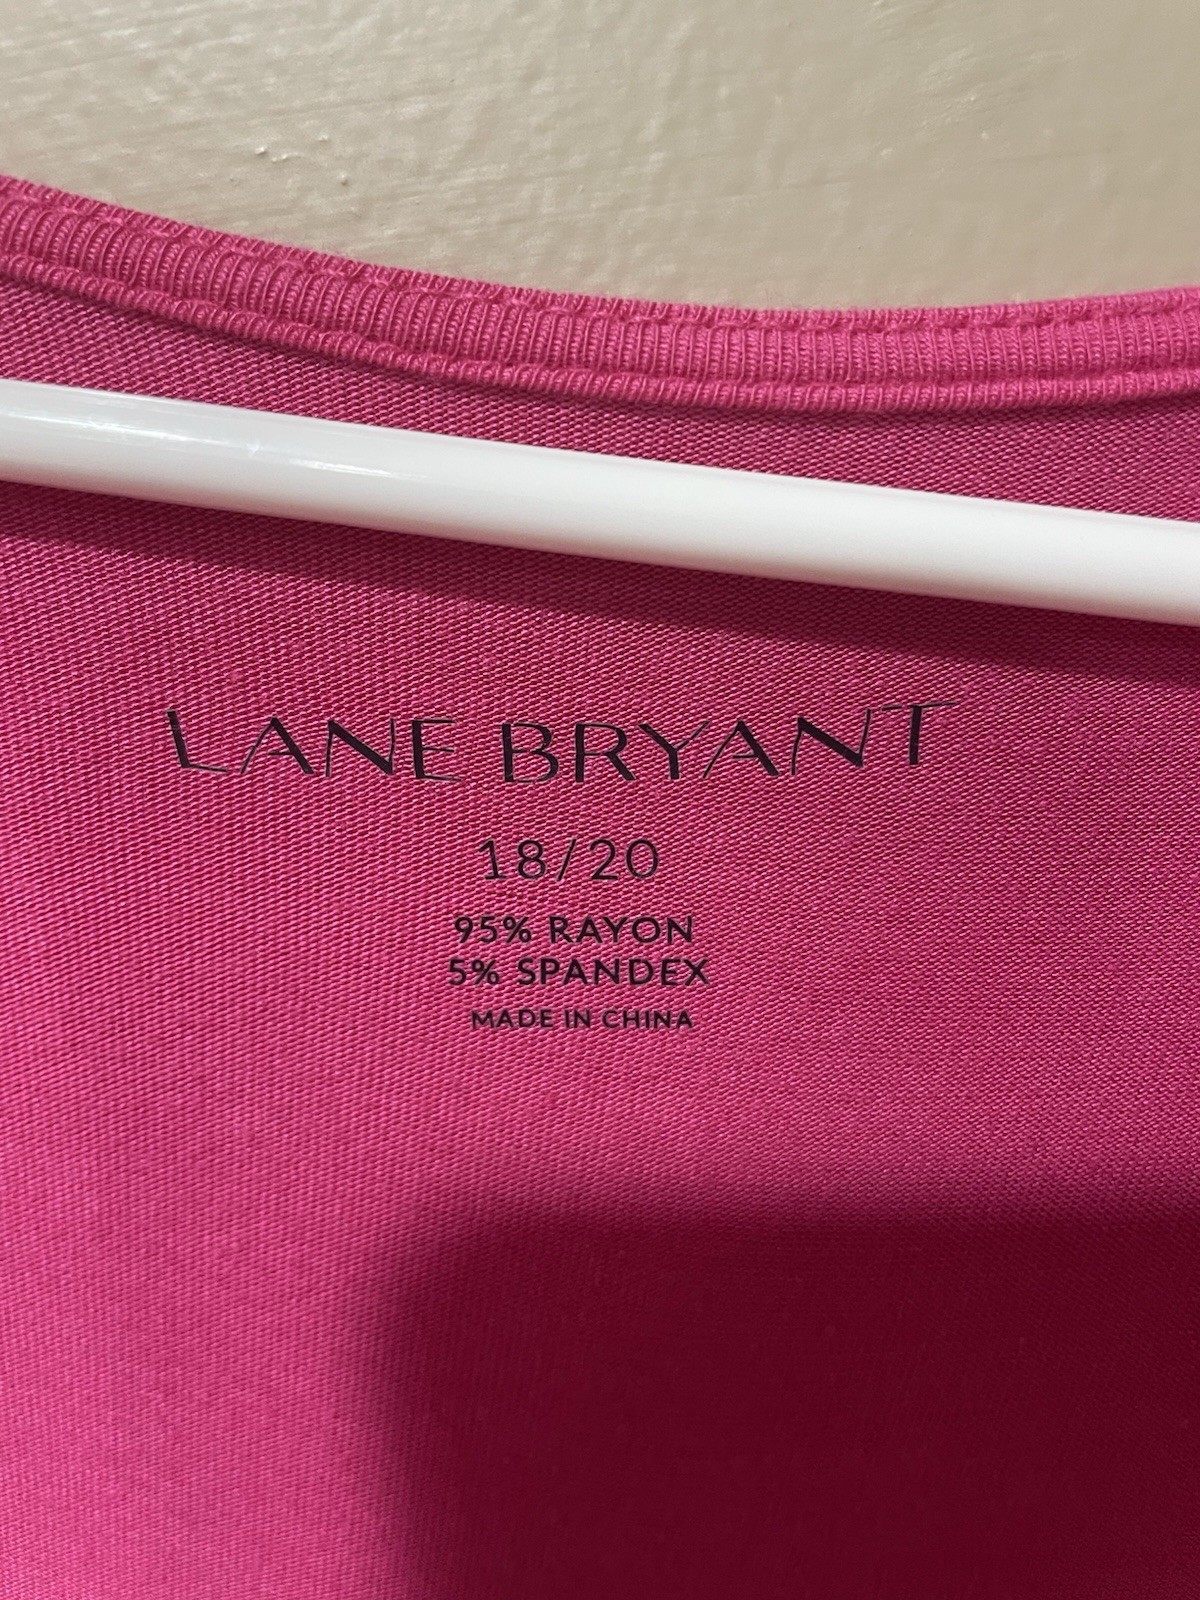 LANE BRYANT
18/20
95% RAYON
5% SPANDEX
MADE IN CHINA